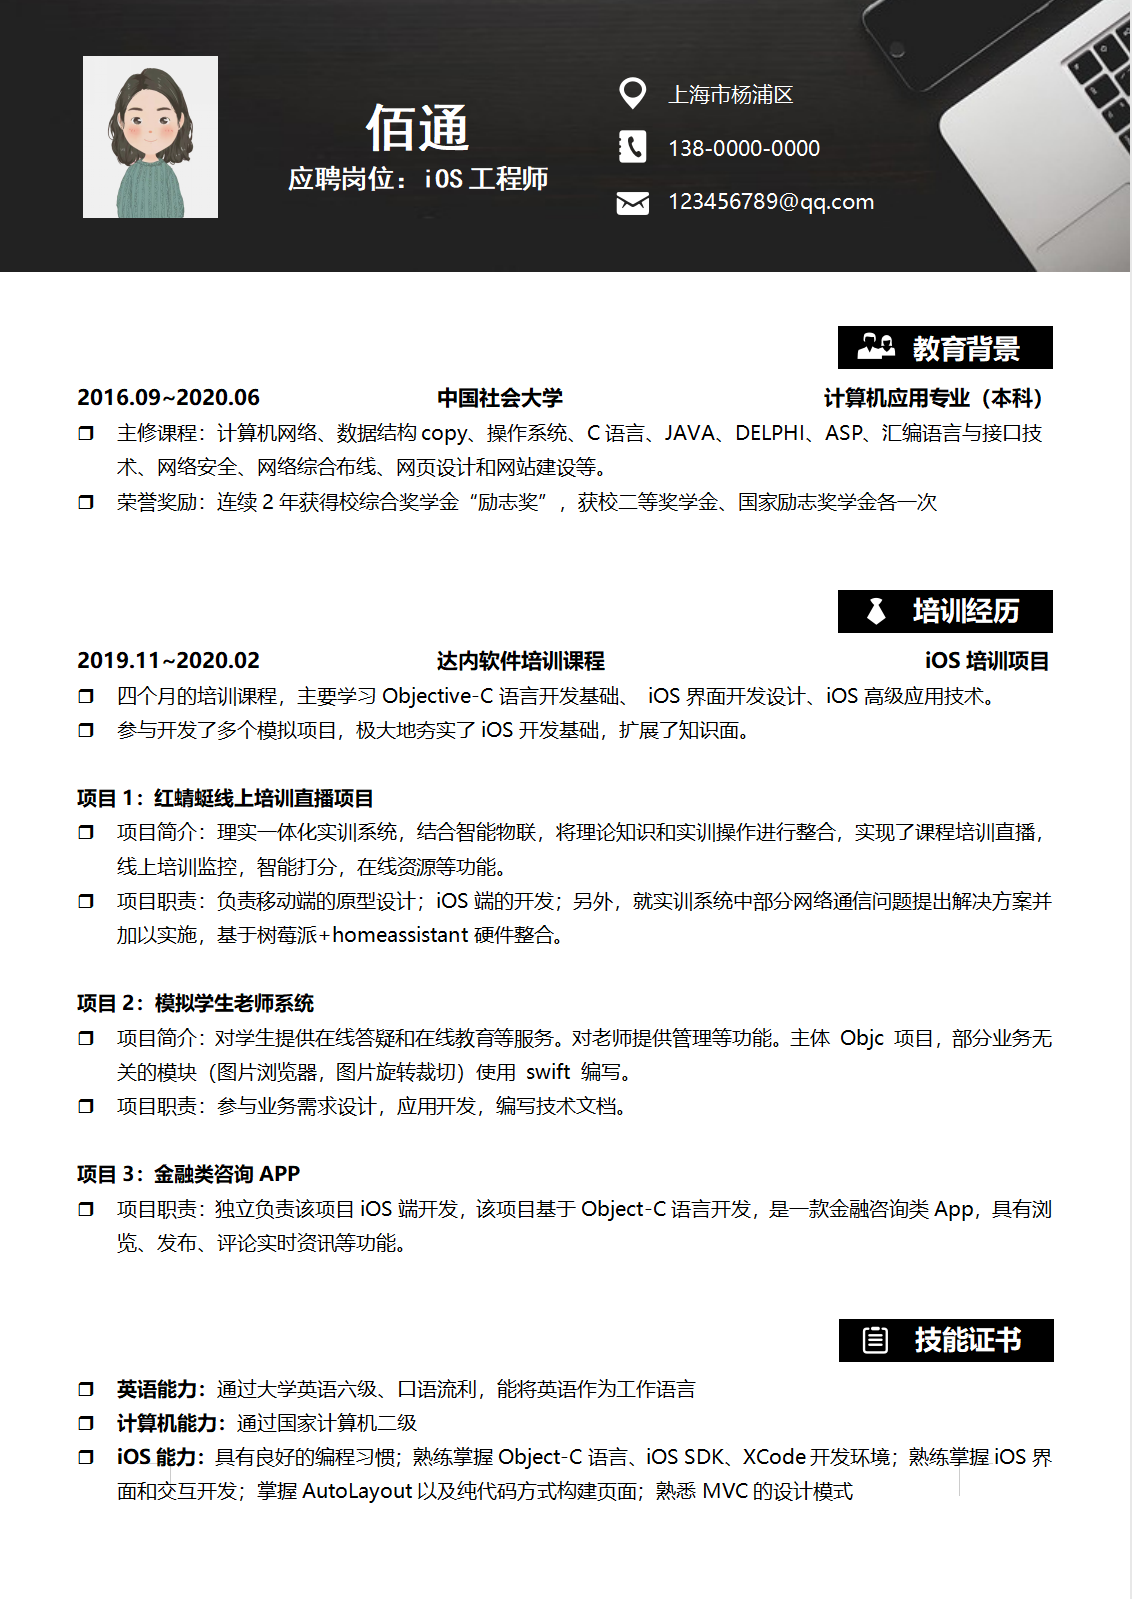 佰通
应聘岗位：iOS 工程师
上海市杨浦区
138-0000-0000
123456789@qq.com
教育背景
2016.09~2020.06 中国社会大学 计算机应用专业（本科）
主修课程：计算机网络、数据结构 copy、操作系统、C 语言、JAVA、DELPHI、ASP、汇编语言与接口技
术、网络安全、网络综合布线、网页设计和网站建设等。
荣誉奖励：连续 2 年获得校综合奖学金“励志奖”，获校二等奖学金、国家励志奖学金各一次
培训经历
2019.11~2020.02 达内软件培训课程 iOS 培训项目
四个月的培训课程，主要学习 Objective-C 语言开发基础、 iOS 界面开发设计、iOS 高级应用技术。
参与开发了多个模拟项目，极大地夯实了 iOS 开发基础，扩展了知识面。
项目 1：红蜻蜓线上培训直播项目
项目简介：理实一体化实训系统，结合智能物联，将理论知识和实训操作进行整合，实现了课程培训直播，
线上培训监控，智能打分，在线资源等功能。
项目职责：负责移动端的原型设计；iOS 端的开发；另外，就实训系统中部分网络通信问题提出解决方案并
加以实施，基于树莓派+homeassistant 硬件整合。
项目 2：模拟学生老师系统
项目简介：对学生提供在线答疑和在线教育等服务。对老师提供管理等功能。主体 Objc 项目，部分业务无
关的模块（图片浏览器，图片旋转裁切）使用 swift 编写。
项目职责：参与业务需求设计，应用开发，编写技术文档。
项目 3：金融类咨询 APP
项目职责：独立负责该项目 iOS 端开发，该项目基于 Object-C 语言开发，是一款金融咨询类 App，具有浏
览、发布、评论实时资讯等功能。
技能证书
英语能力：通过大学英语六级、口语流利，能将英语作为工作语言
计算机能力：通过国家计算机二级
iOS 能力：具有良好的编程习惯；熟练掌握 Object-C 语言、iOS SDK、XCode 开发环境；熟练掌握 iOS 界
面和交互开发；掌握 AutoLayout 以及纯代码方式构建页面；熟悉 MVC 的设计模式